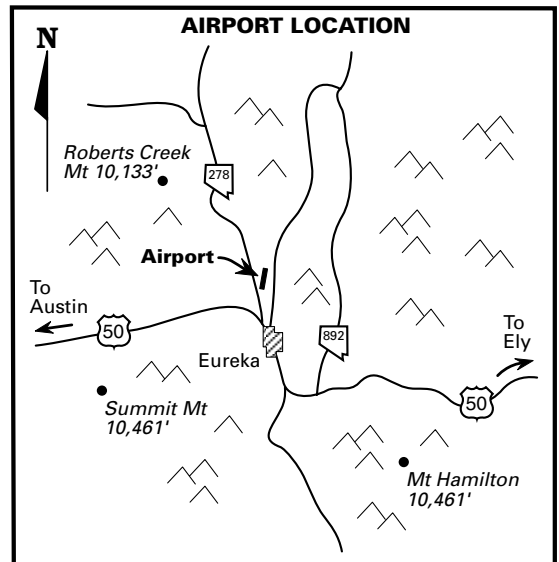 AIRPORT LOCATION
N
Roberts Creek
Mt 10,133'
278
Airport
To
Austin
50
Eureka
892
To
Ely
50
Summit Mt
10,461'
Mt Hamilton
10,461'